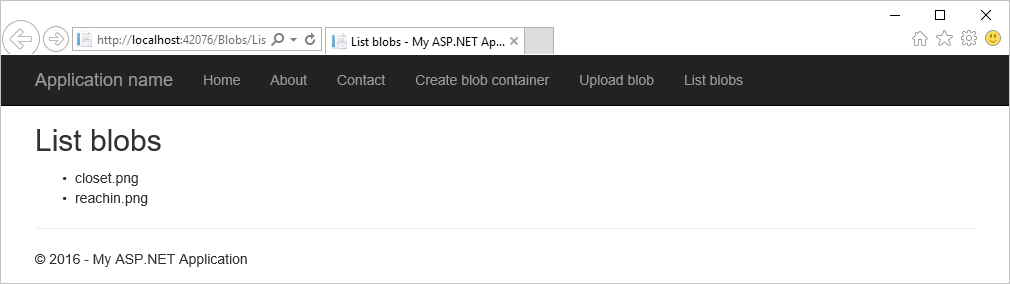 http://localhost:42076/Blobs/Lis
List blobs - My ASP.NET Ap...
Application name Home About Contact Create blob container Upload blob List blobs
List blobs
• closet.png
• reachin.png
© 2016 - My ASP.NET Application